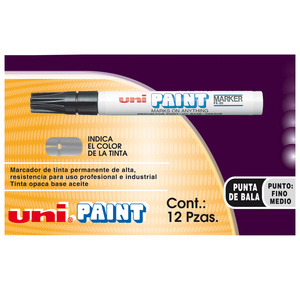 uni PAINT MARKER
MARKS ON ANYTHING
INDICA
EL COLOR
DE LA TINTA
Marcador de tinta permanente de alta,
resistencia para uso profesional e industrial
Tinta opaca base aceite
uni PAINT
Cont.:
12 Pzas.
PUNTA
DE BALA
PUNTO:
FINO
MEDIO